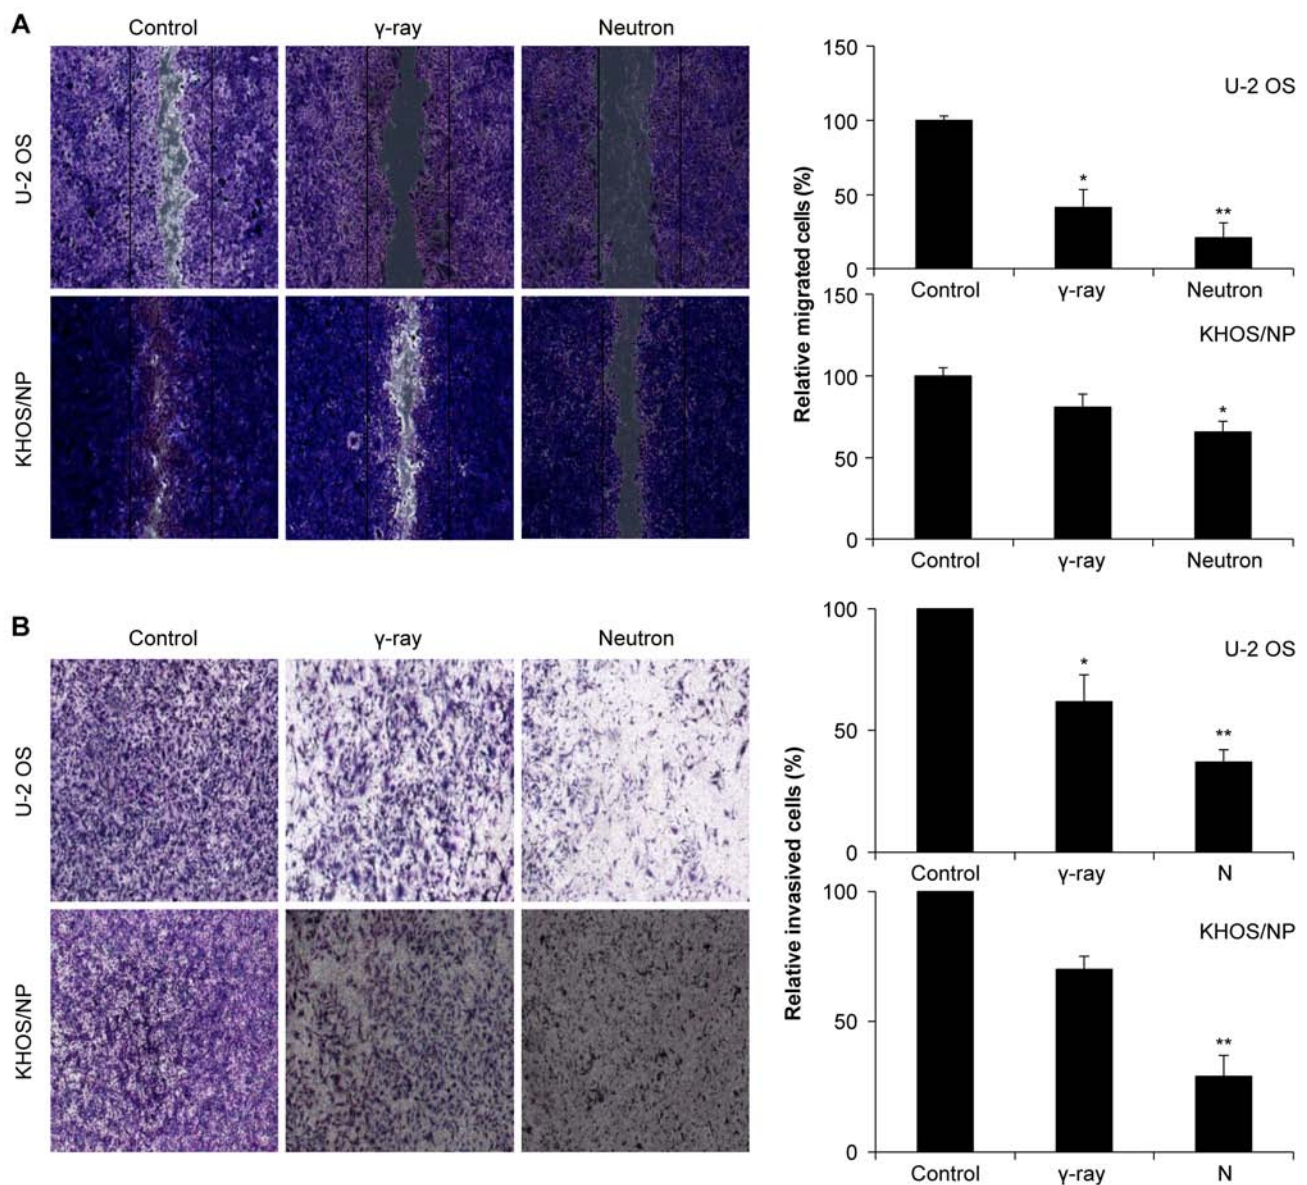 A
Control
γ-ray
Neutron
U-2 OS
KHOS/NP
Relative migrated cells (%)
150
U-2 OS
100
*
50
**
0
Control
γ-ray
Neutron
150
KHOS/NP
100
*
50
0
Control
γ-ray
Neutron
B
Control
γ-ray
Neutron
U-2 OS
KHOS/NP
Relative invasived cells (%)
100
U-2 OS
*
**
50
0
Control
γ-ray
N
100
KHOS/NP
50
**
0
Control
γ-ray
N